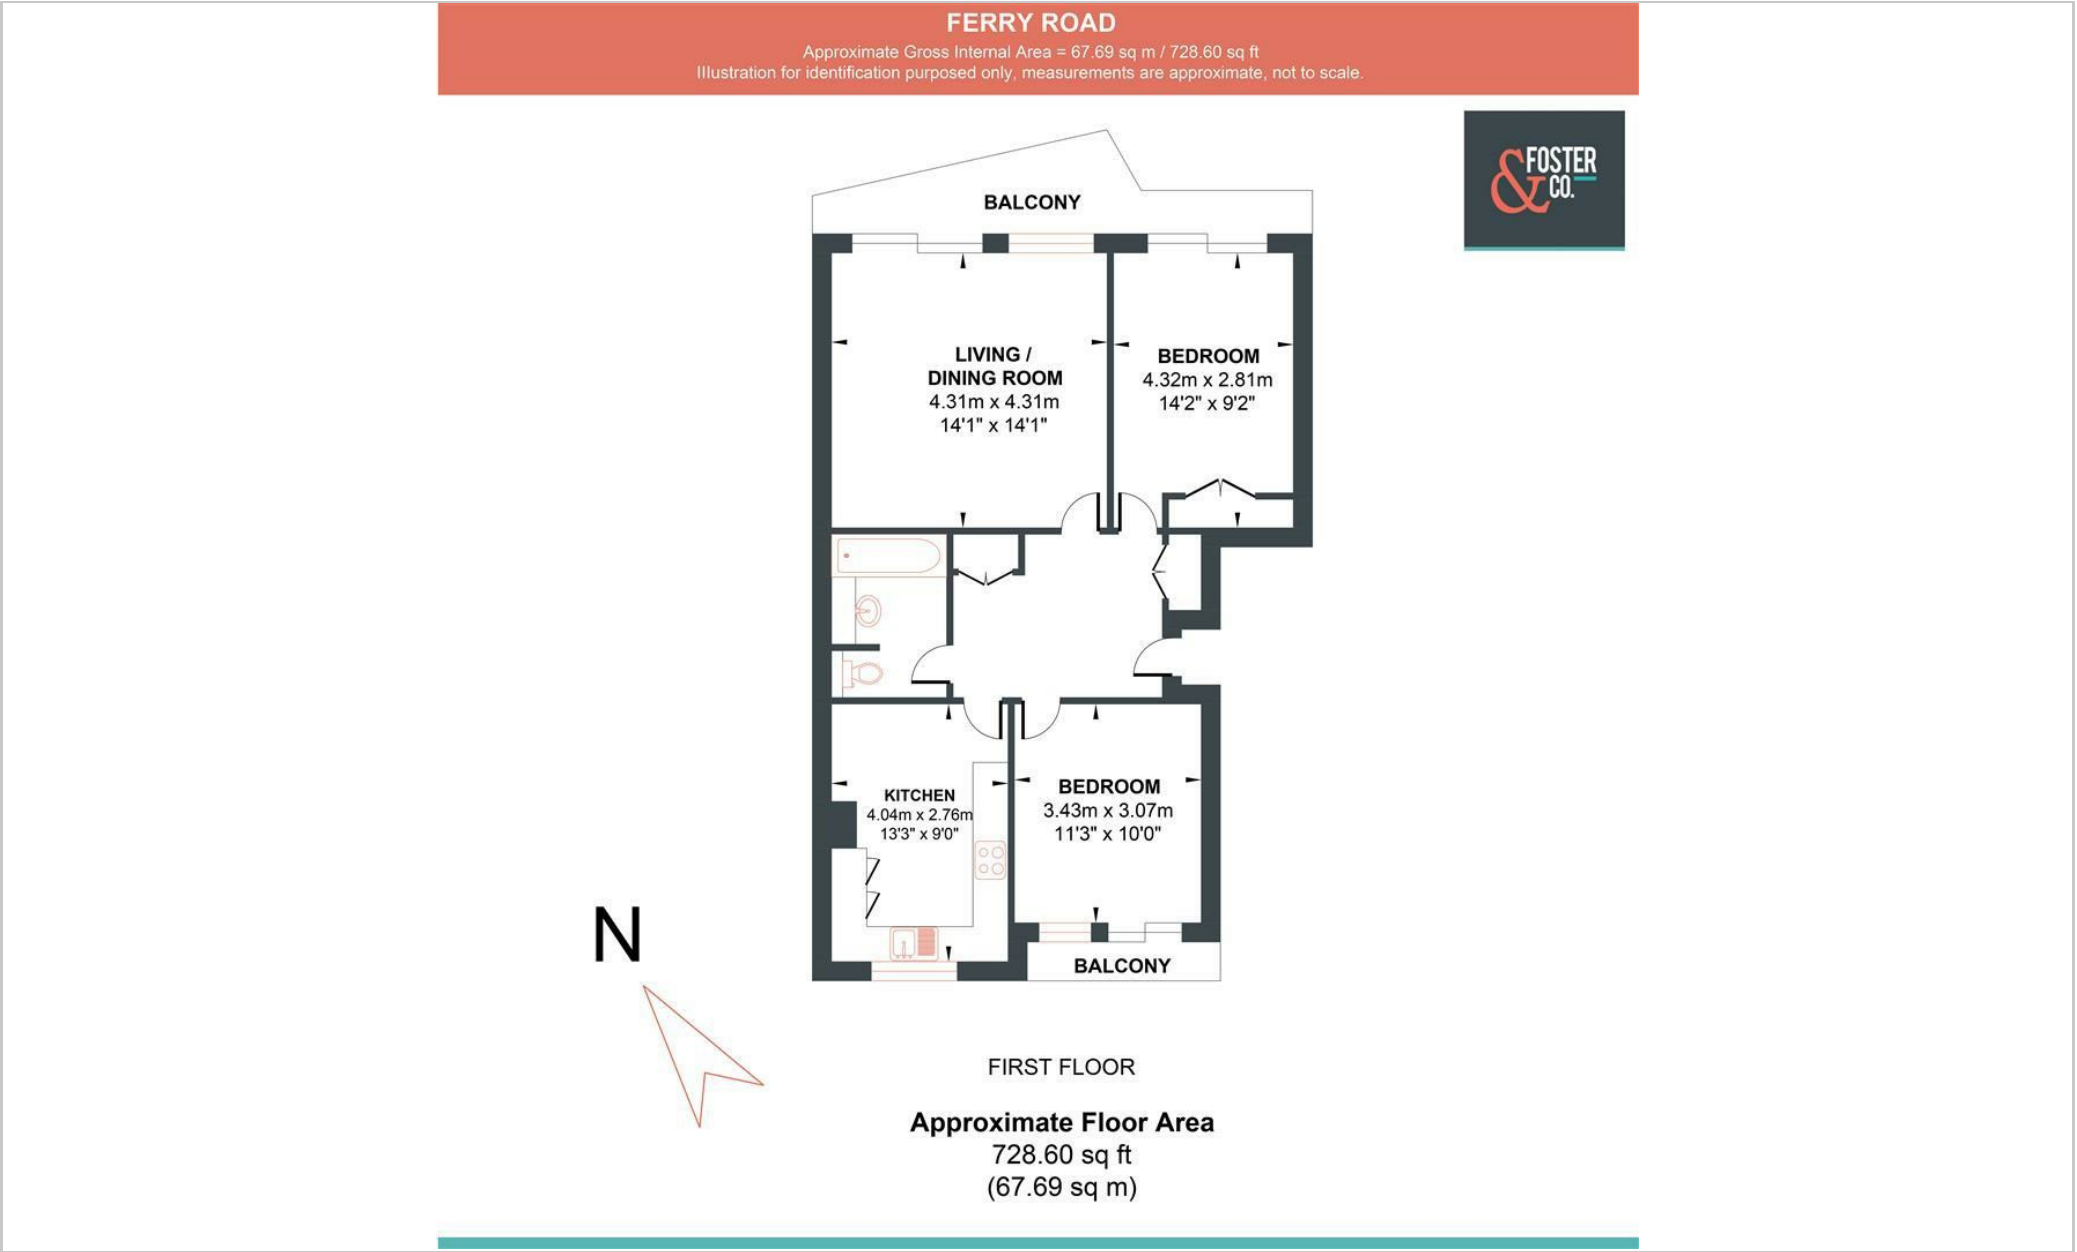 FERRY ROAD
Approximate Gross Internal Area = 67.69 sq m / 728.60 sq ft
Illustration for identification purposed only, measurements are approximate, not to scale.
& FOSTER
CO.
BALCONY
LIVING /
DINING ROOM
4.31m x 4.31m
14'1" x 14'1"
BEDROOM
4.32m x 2.81m
14'2" x 9'2"
KITCHEN
4.04m x 2.76m
13'3" x 9'0"
BEDROOM
3.43m x 3.07m
11'3" x 10'0"
BALCONY
N
FIRST FLOOR
Approximate Floor Area
728.60 sq ft
(67.69 sq m)